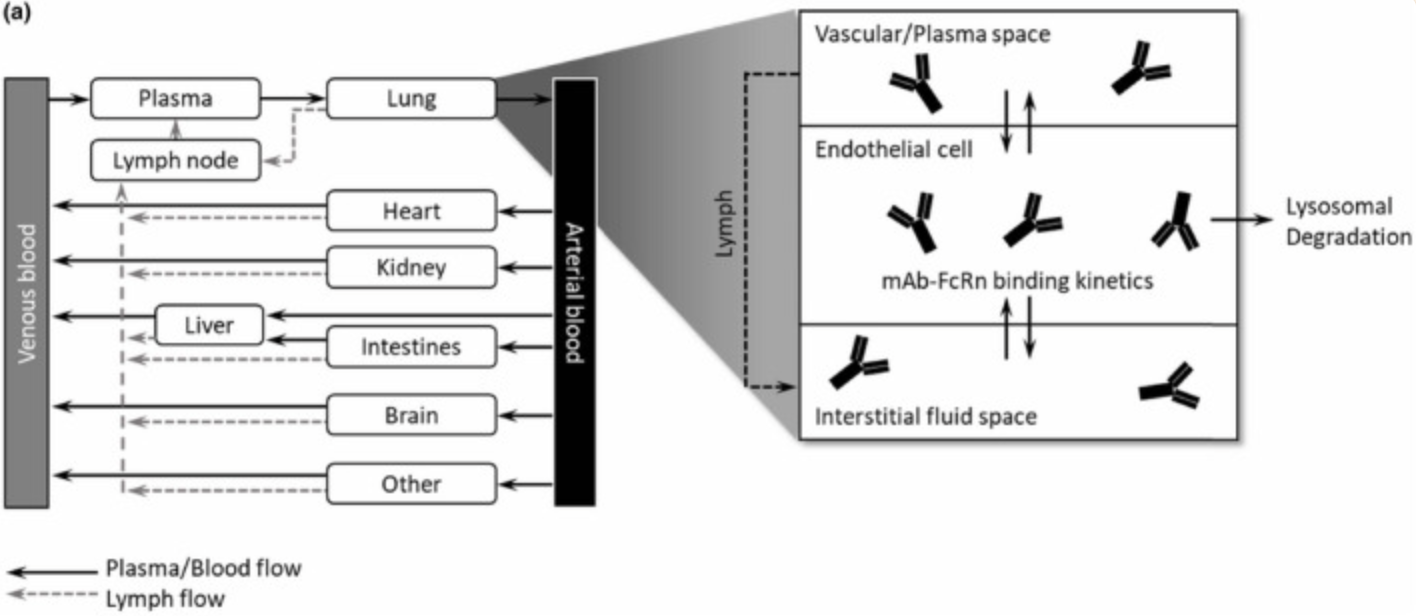 (a)
Plasma
Lung
Lymph node
Heart
Kidney
Liver
Intestines
Brain
Other
Venous blood
Arterial blood
Plasma/Blood flow
Lymph flow
Vascular/Plasma space
Endothelial cell
mAb-FcRn binding kinetics
Interstitial fluid space
Lymph
Lysosomal
Degradation